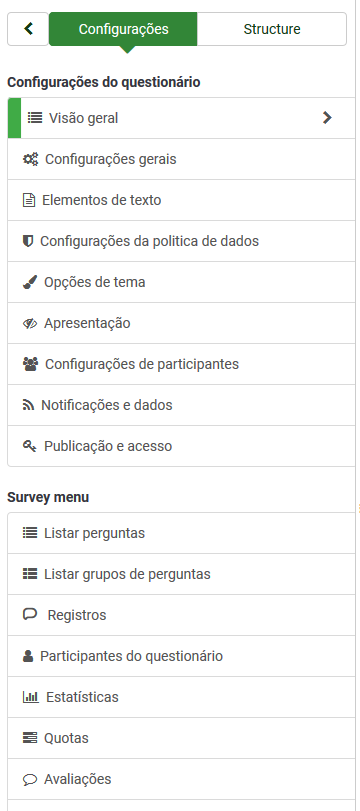 Configurações
Structure
Configurações do questionário
Visão geral
Configurações gerais
Elementos de texto
Configurações da politica de dados
Opções de tema
Apresentação
Configurações de participantes
Notificações e dados
Publicação e acesso
Survey menu
Listar perguntas
Listar grupos de perguntas
Registros
Participantes do questionário
Estatísticas
Quotas
Avaliações